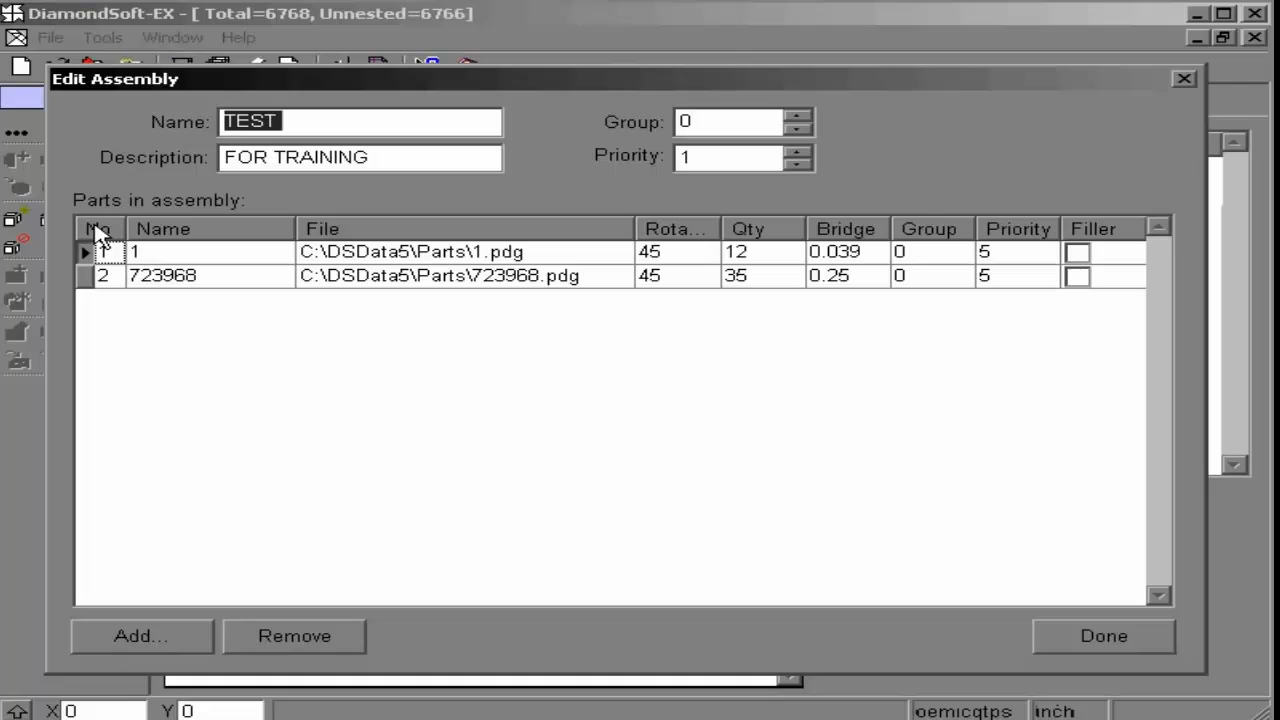 DiamondSoft-EX - [ Total=6768, Unnested=6766]
File Tools Window Help
Edit Assembly
Name: TEST Group: 0
Description: FOR TRAINING Priority: 1
Parts in assembly:
No Name File Rota... Qty Bridge Group Priority Filler
1 1 C:\DSData5\Parts\1.pdg 45 12 0.039 0 5
2 723968 C:\DSData5\Parts\723968.pdg 45 35 0.25 0 5
Add... Remove Done
X 0 Y 0 oemicqtps inch